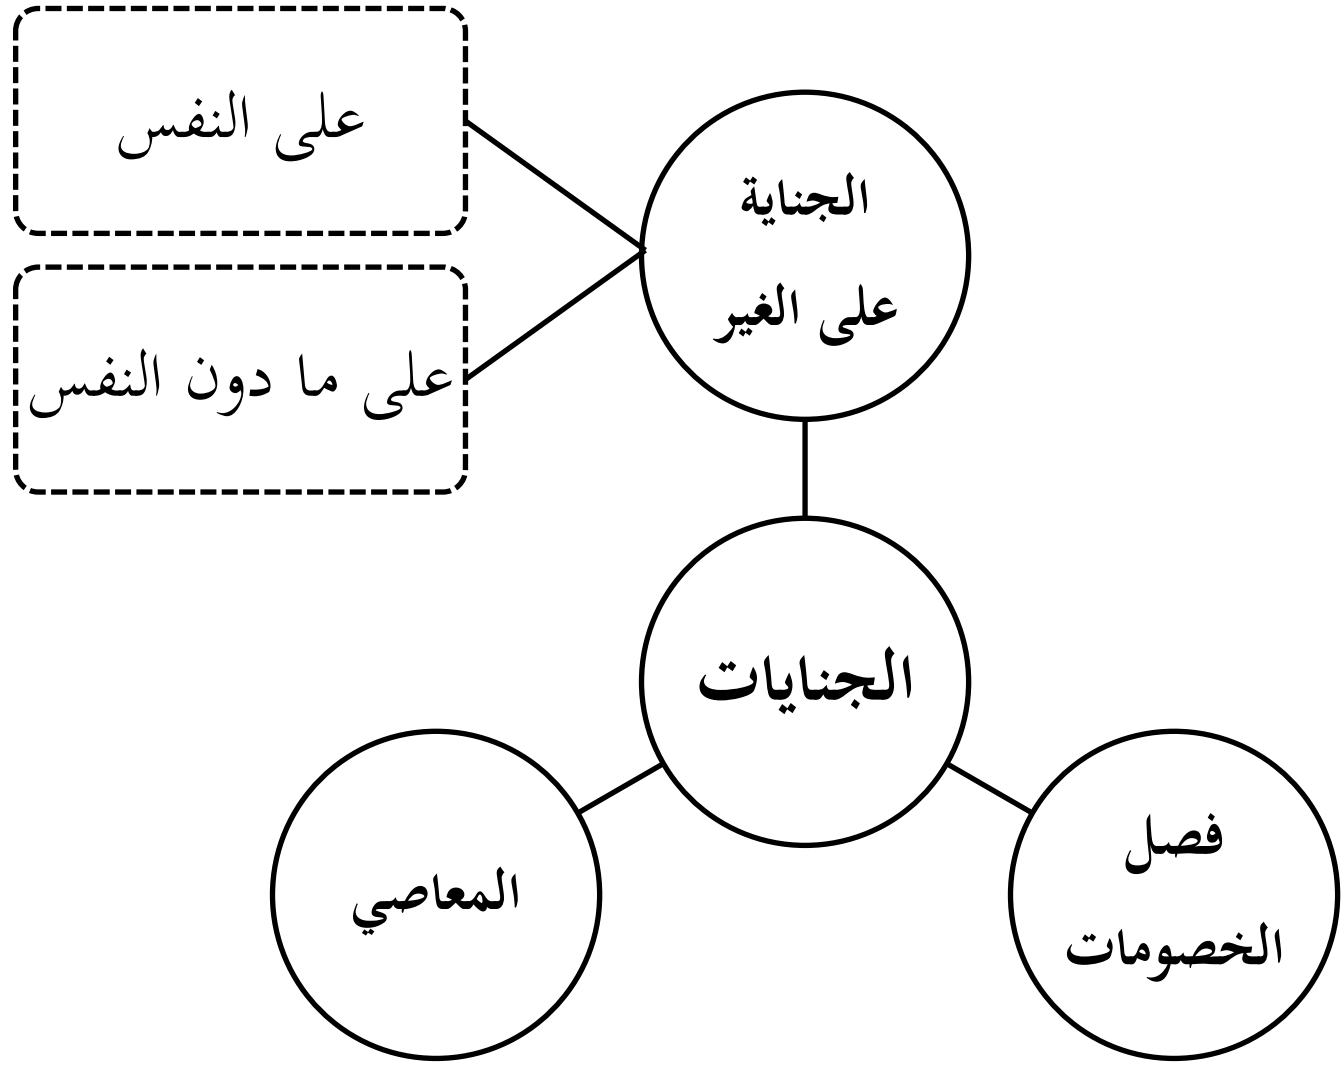 الجناية
على الغير
على النفس
على ما دون النفس
الجنايات
فصل
الخصومات
المعاصي